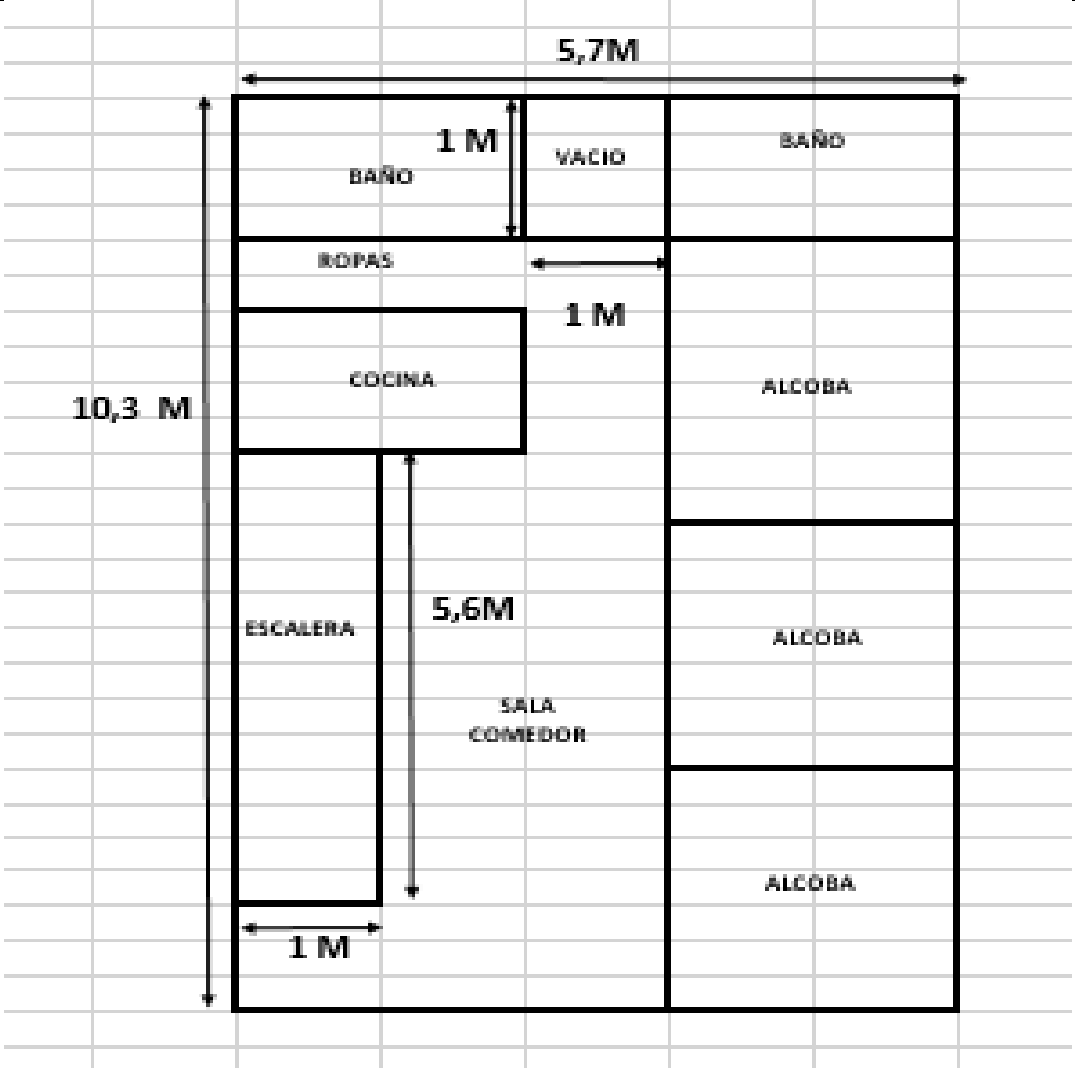 5,7M
1 M
BAÑO
VACIO
BAÑO
ROPAS
1 M
COCINA
ALCOBA
10,3 M
5,6M
ESCALERA
ALCOBA
SALA
COMEDOR
ALCOBA
1 M